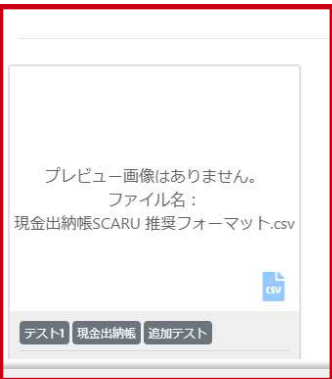 プレビュー画像はありません。
ファイル名：
現金出納帳SCARU 推奨フォーマット.csv
CSV
テスト1 現金出納帳 追加テスト